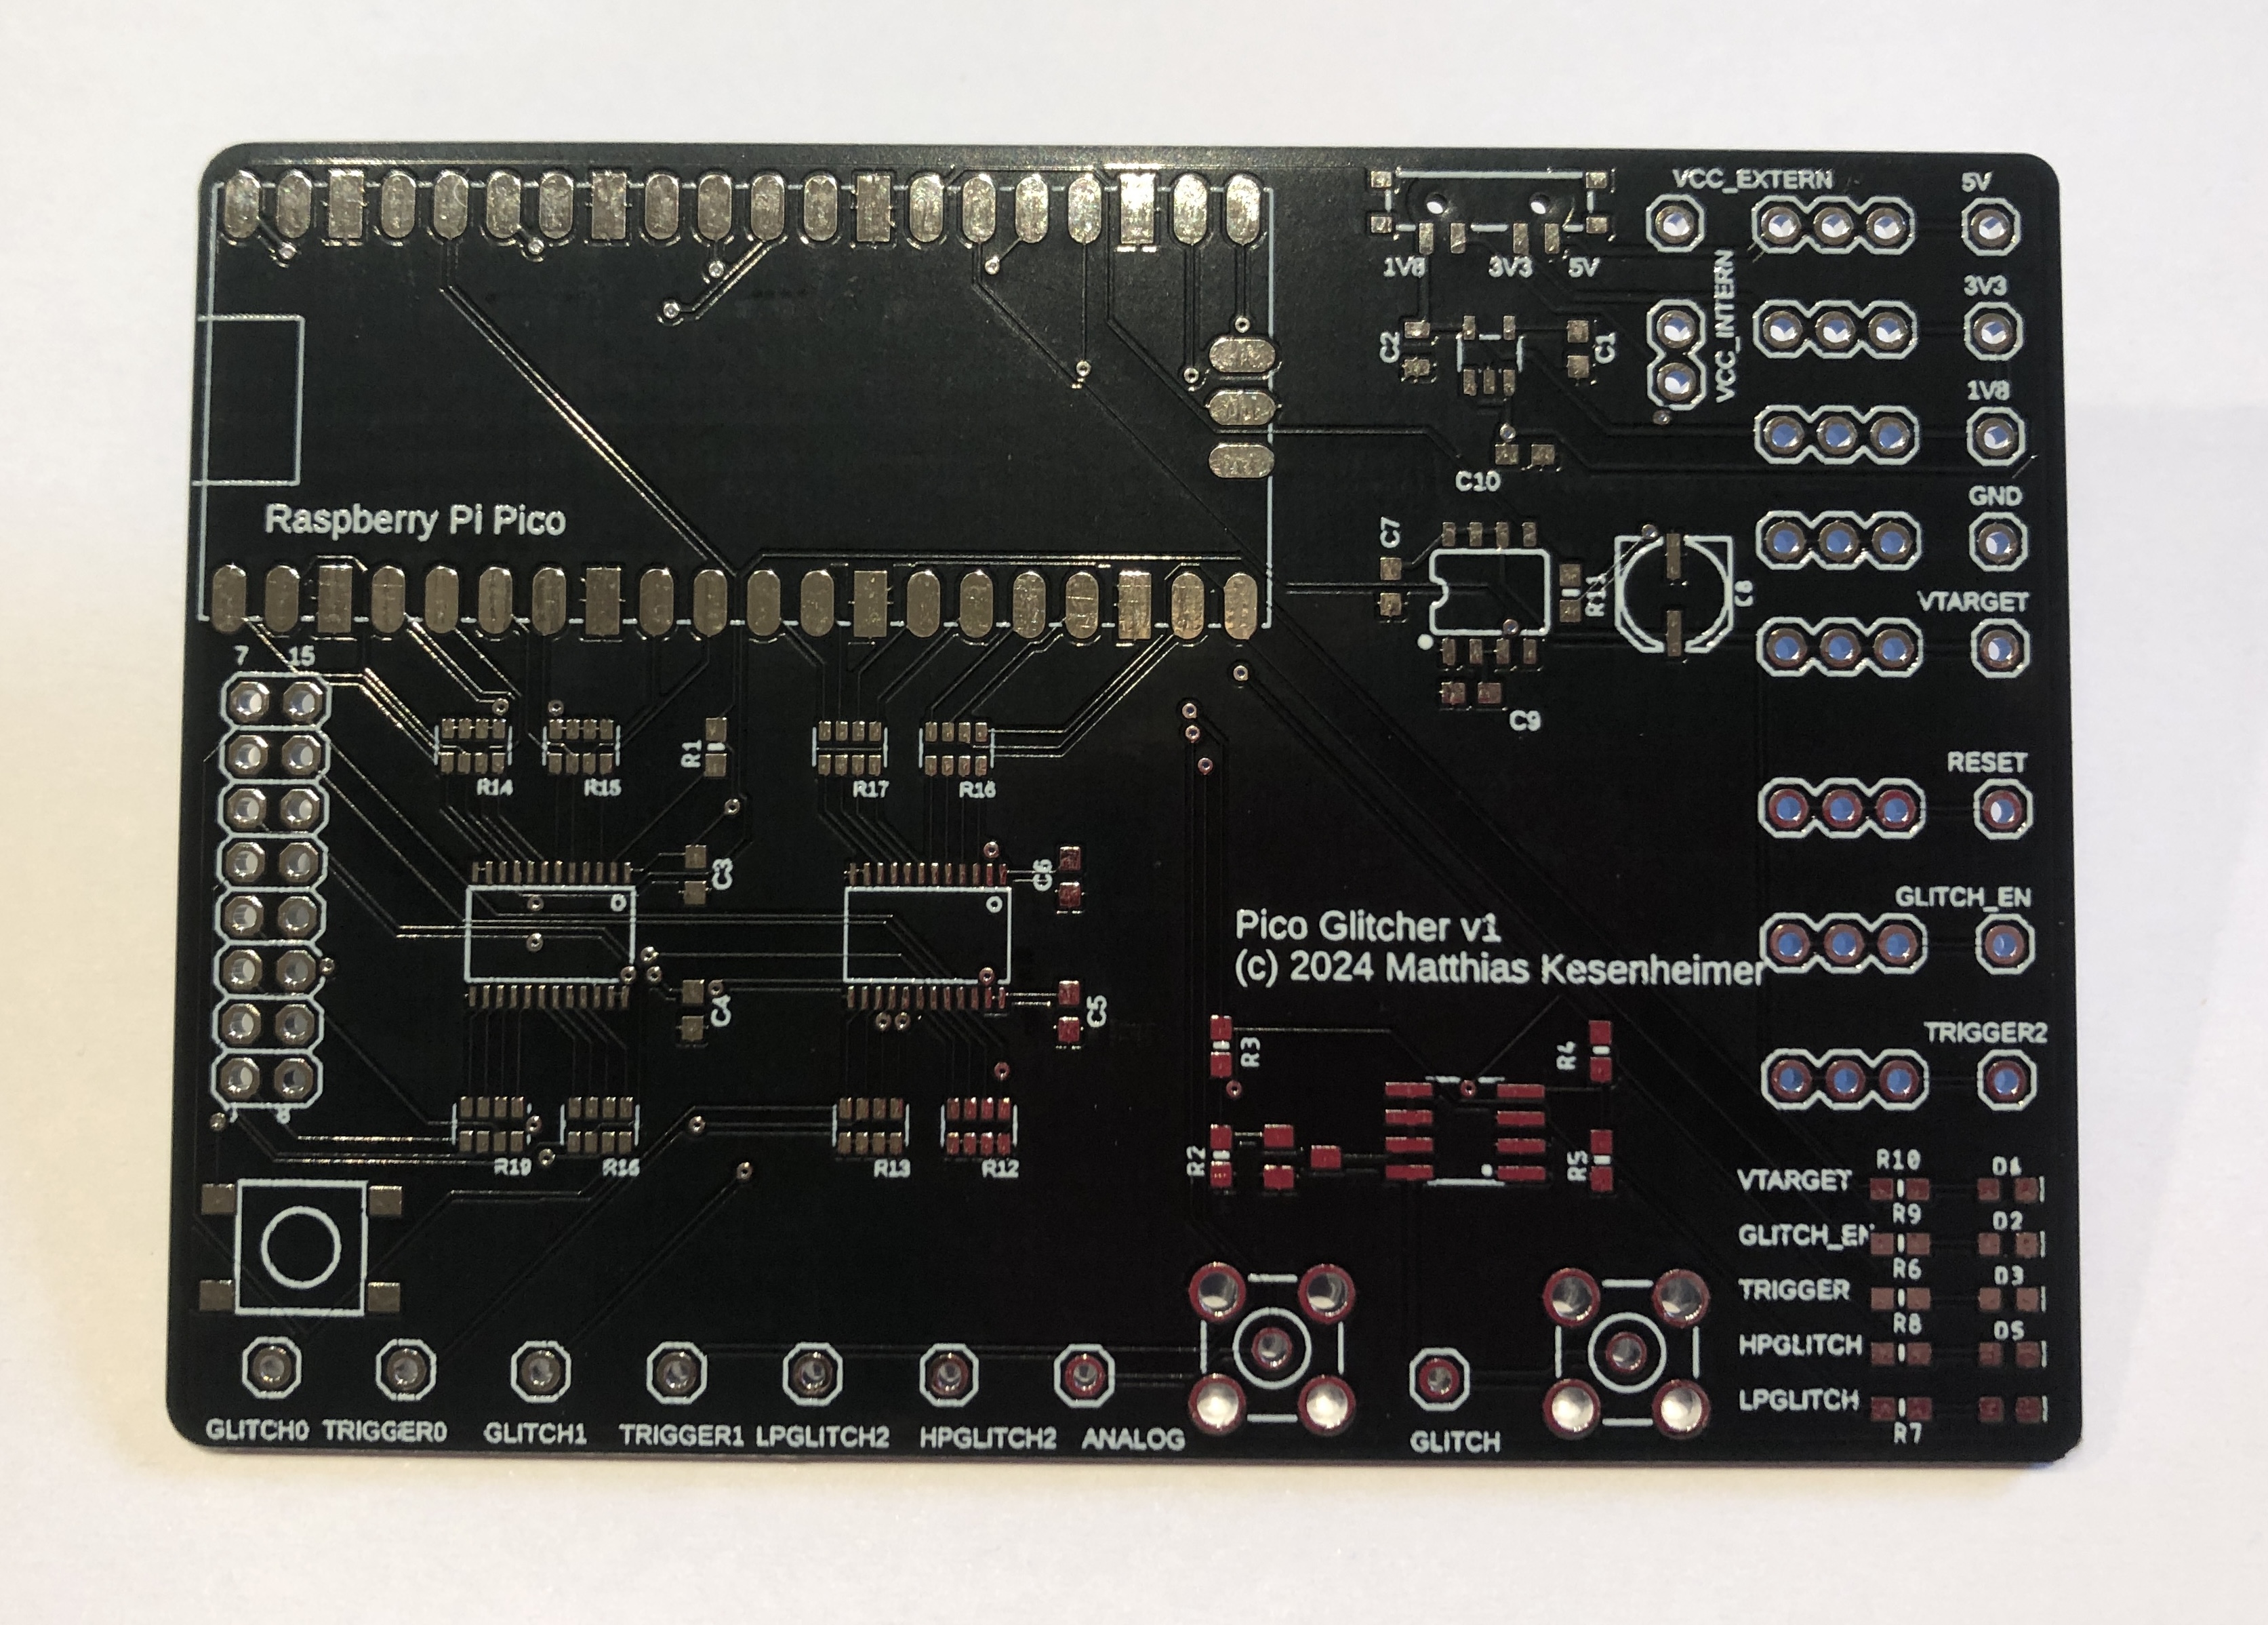 VCC_EXTERN
5V
1V8
3V3
5V
VCC_INTERN
3V3
C2
C1
1V8
C10
GND
Raspberry Pi Pico
C7
R11
C8
VTARGET
7
15
C9
R14
R15
R1
R17
R16
RESET
C3
C6
GLITCH_EN
Pico Glitcher v1
(c) 2024 Matthias Kesenheimer
C4
C5
TRIGGER2
R3
R4
8
R13
R12
R2
R5
VTARGET
R10
D1
GLITCH_EN
R9
D2
TRIGGER
R6
D3
HPGLITCH
R8
D5
LPGLITCH
R7
GLITCH0
TRIGGER0
GLITCH1
TRIGGER1
LPGLITCH2
HPGLITCH2
ANALOG
GLITCH